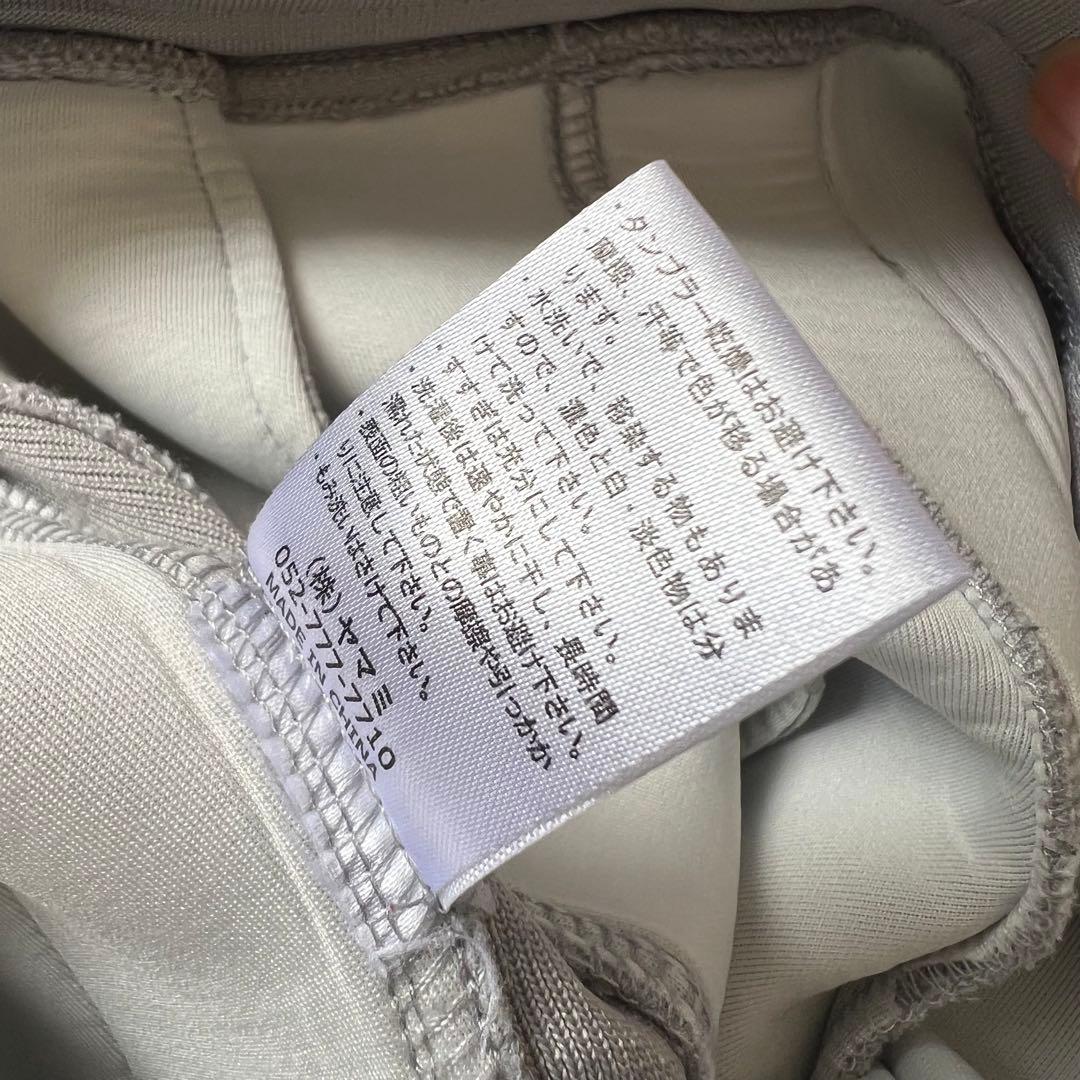 ・タンブラー乾燥はお避け下さい。
・摩擦、汗等で色が移る場合があ
ります。
・水洗いで、移染する物もありま
すので、濃色と白・淡色物は分
けて洗って下さい。
すすぎは充分にして下さい。
・洗濯後は速やかに干し、長時間
濡れた状態で置く事はお避け下さい。
・表面の粗いものとの摩擦や引っかか
りに注意して下さい。
・もみ洗いはさけて下さい。
(株)ヤマミ
052-777-7710
MADE IN CHINA